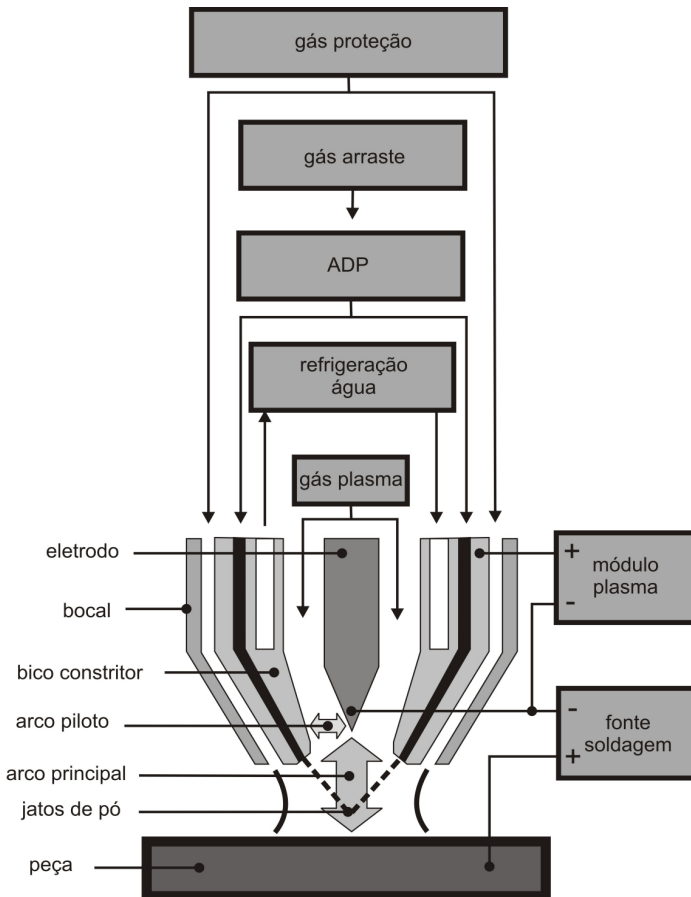 gás proteção
gás arraste
ADP
refrigeração
água
gás plasma
eletrodo
bocal
bico constritor
arco piloto
arco principal
jatos de pó
peça
+
módulo
plasma
-
-
fonte
soldagem
+